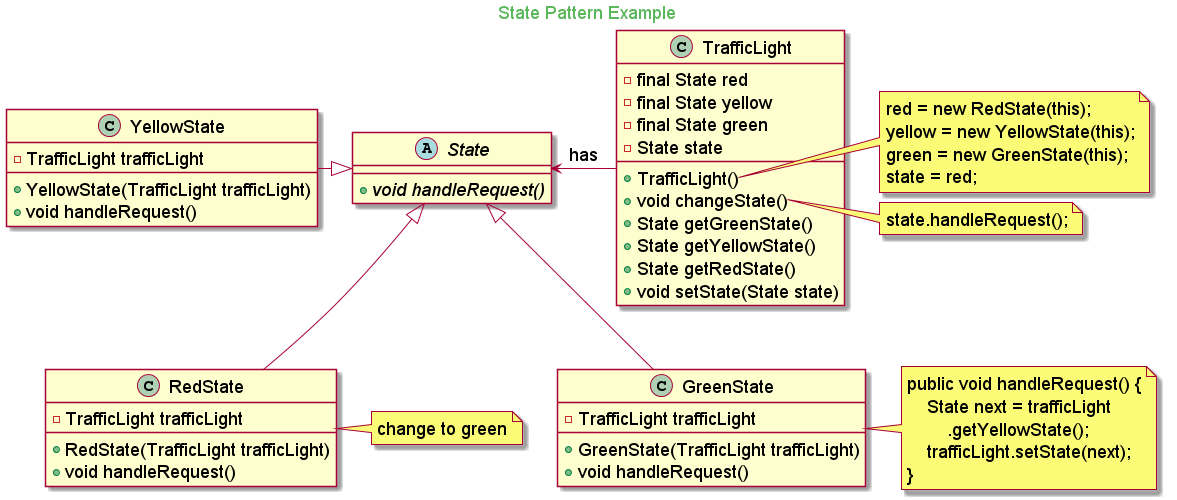 State Pattern Example
C YellowState
TrafficLight trafficLight
YellowState(TrafficLight trafficLight)
void handleRequest()
A State
void handleRequest()
has
C TrafficLight
final State red
final State yellow
final State green
State state
TrafficLight()
void changeState()
State getGreenState()
State getYellowState()
State getRedState()
void setState(State state)
red = new RedState(this);
yellow = new YellowState(this);
green = new GreenState(this);
state = red;
state.handleRequest();
C RedState
TrafficLight trafficLight
RedState(TrafficLight trafficLight)
void handleRequest()
change to green
C GreenState
TrafficLight trafficLight
GreenState(TrafficLight trafficLight)
void handleRequest()
public void handleRequest() {
State next = trafficLight
.getYellowState();
trafficLight.setState(next);
}